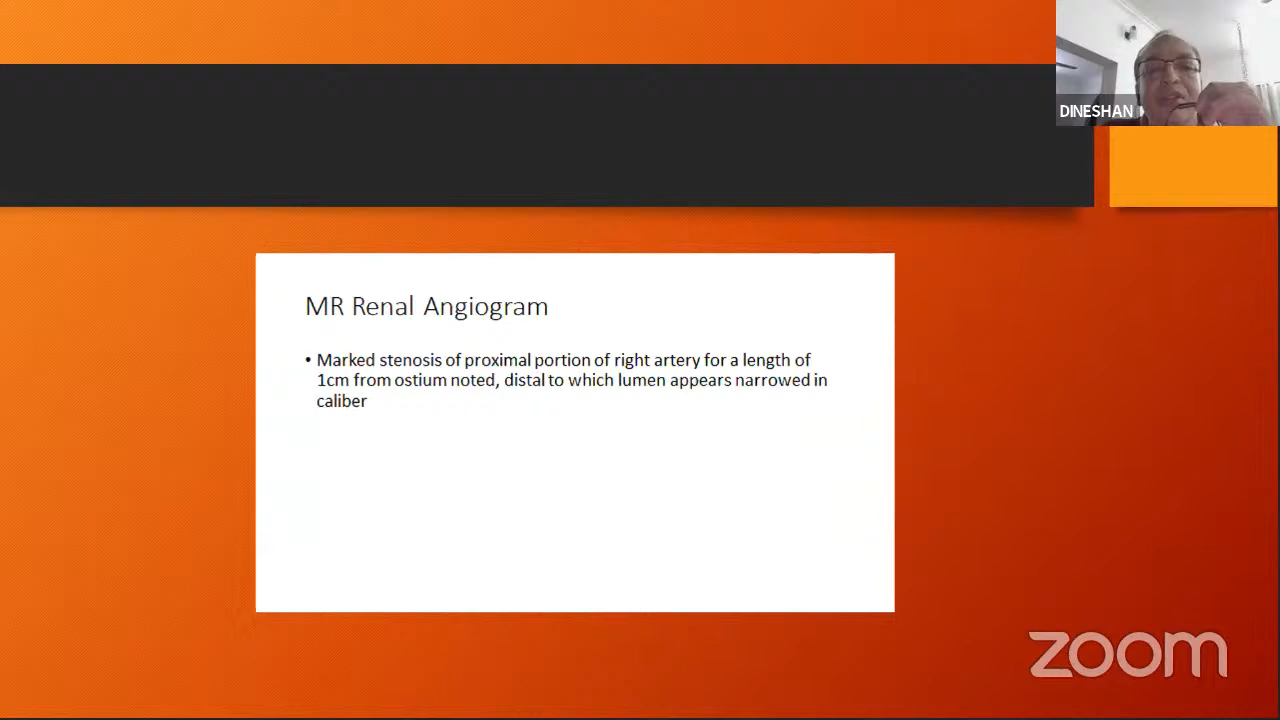 DINESHAN
MR Renal Angiogram
• Marked stenosis of proximal portion of right artery for a length of
1cm from ostium noted, distal to which lumen appears narrowed in
caliber
zoom